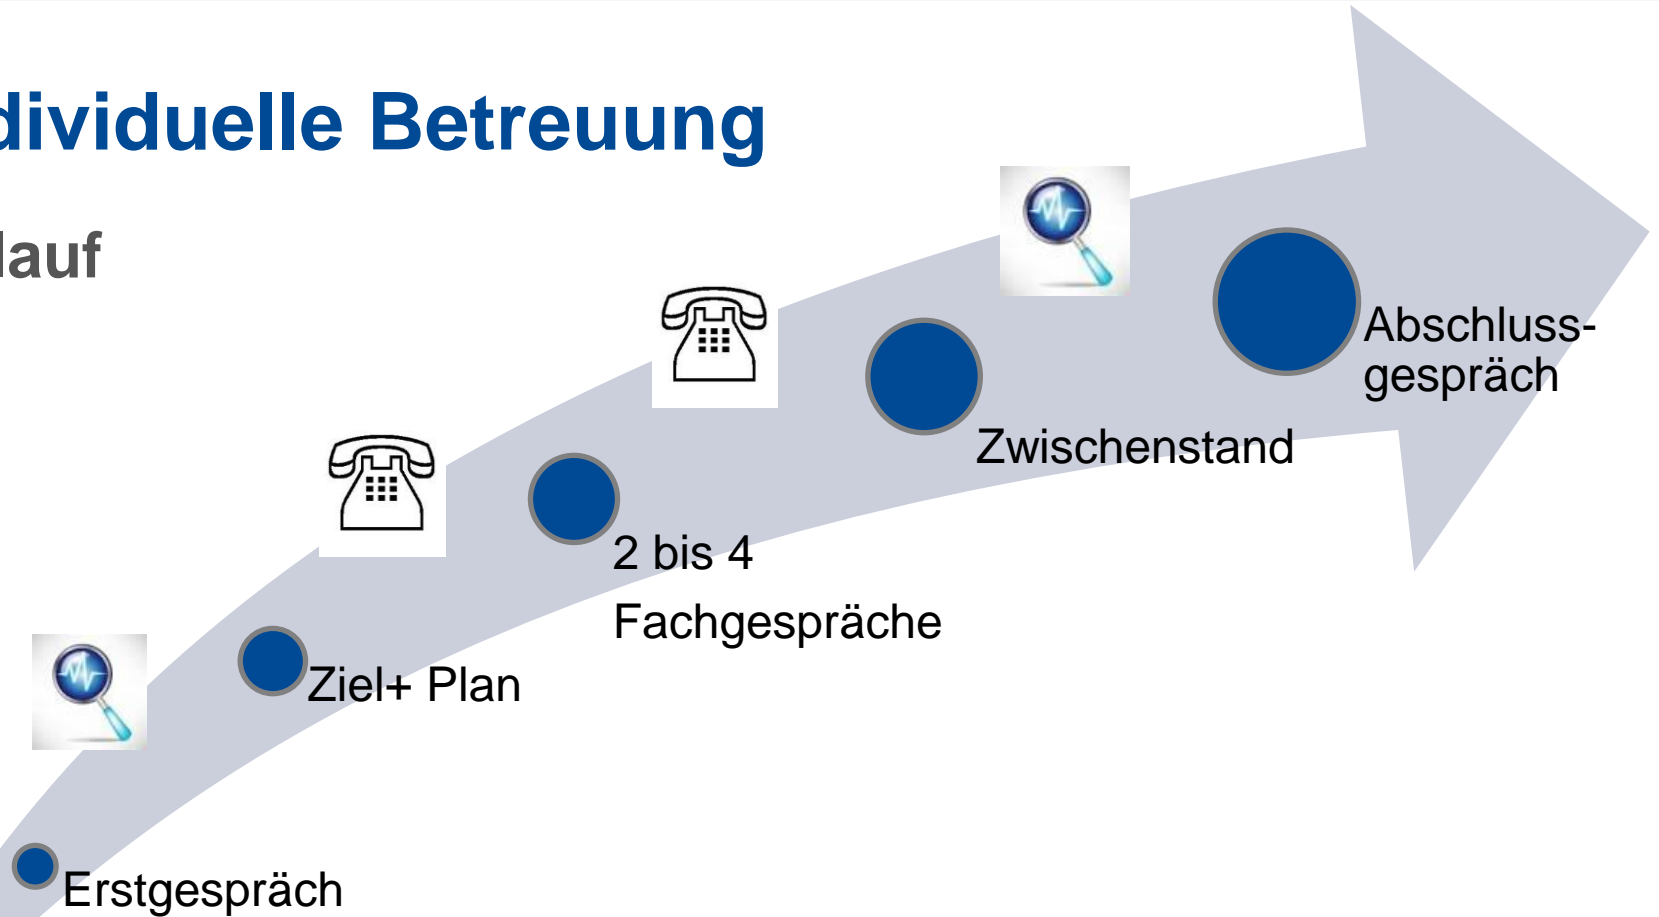 dividuelle Betreuung
lauf
Abschluss-
gespräch
Zwischenstand
2 bis 4
Fachgespräche
Ziel+ Plan
Erstgespräch